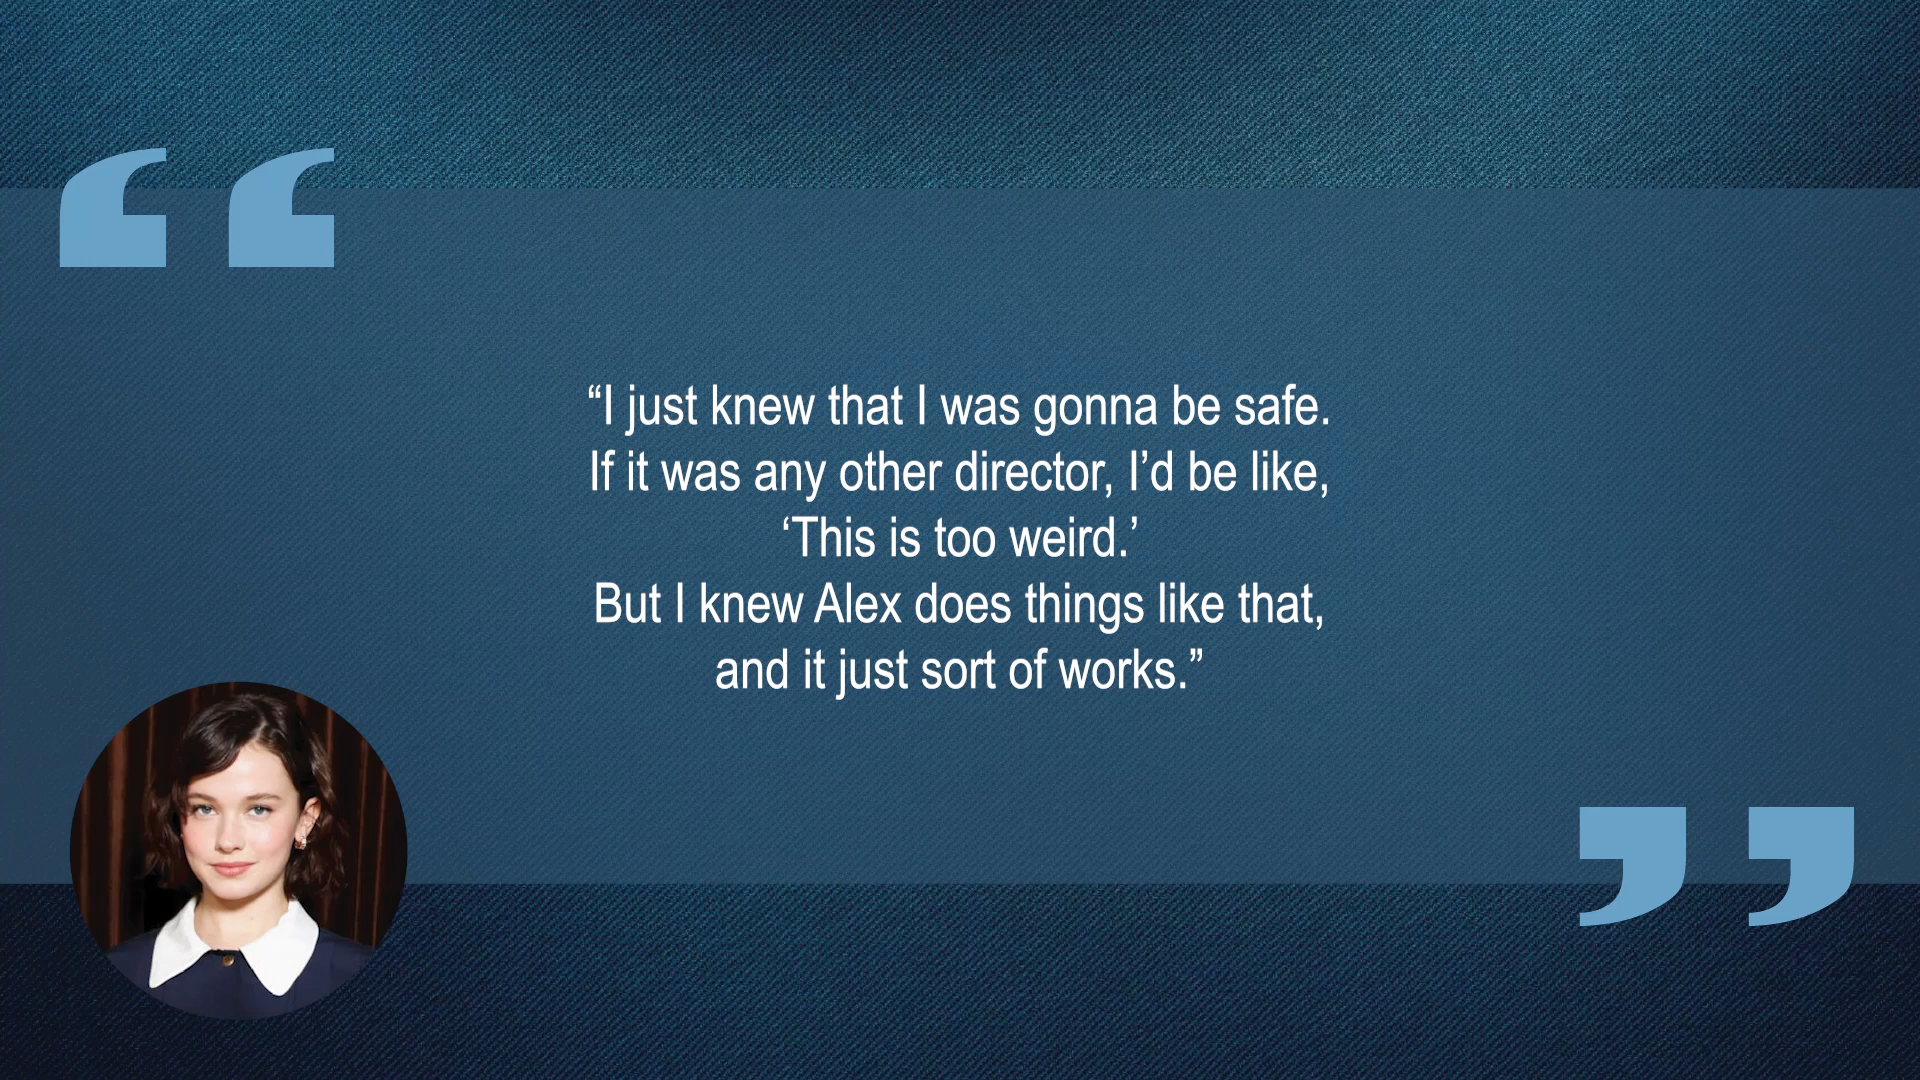 “I just knew that I was gonna be safe.
If it was any other director, I’d be like,
‘This is too weird.’
But I knew Alex does things like that,
and it just sort of works.”